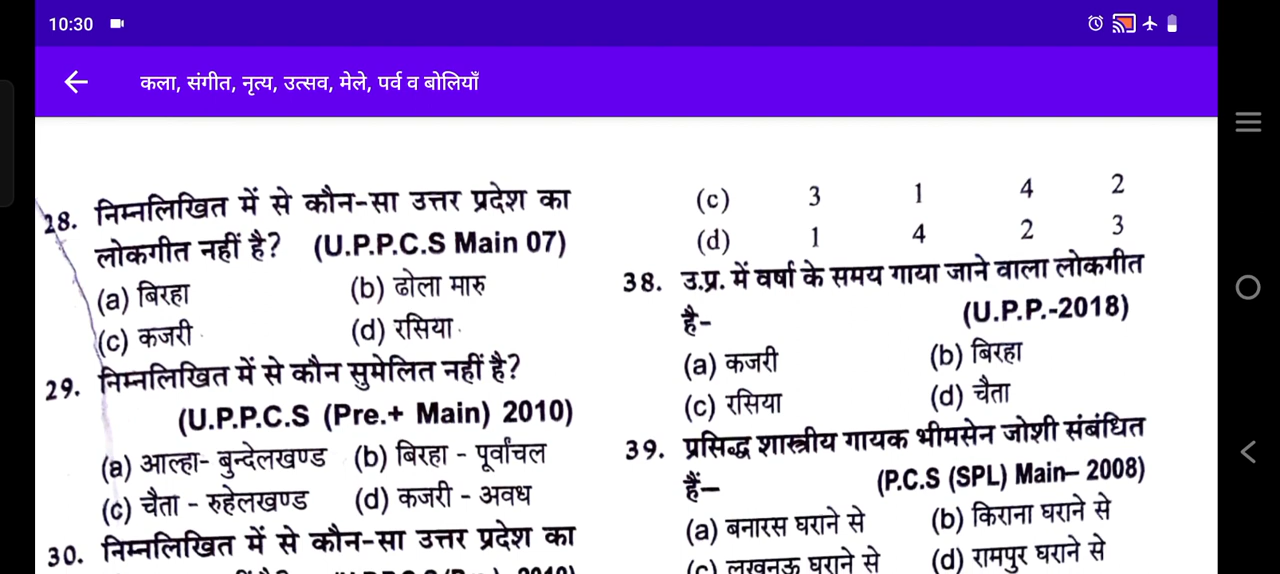 10:30
कला, संगीत, नृत्य, उत्सव, मेले, पर्व व बोलियाँ
28. निम्नलिखित में से कौन-सा उत्तर प्रदेश का
लोकगीत नहीं है? (U.P.P.C.S Main 07)
(a) बिरहा (b) ढोला मारु
(c) कजरी (d) रसिया
29. निम्नलिखित में से कौन सुमेलित नहीं है?
(U.P.P.C.S (Pre.+ Main) 2010)
(a) आल्हा- बुन्देलखण्ड (b) बिरहा - पूर्वांचल
(c) चैता - रुहेलखण्ड (d) कजरी - अवध
30. निम्नलिखित में से कौन-सा उत्तर प्रदेश का
(c) 3 1 4 2
(d) 1 4 2 3
38. उ.प्र. में वर्षा के समय गाया जाने वाला लोकगीत
है- (U.P.P.-2018)
(a) कजरी (b) बिरहा
(c) रसिया (d) चैता
39. प्रसिद्ध शास्त्रीय गायक भीमसेन जोशी संबंधित
हैं– (P.C.S (SPL) Main– 2008)
(a) बनारस घराने से (b) किराना घराने से
(c) लखनऊ घराने से (d) रामपुर घराने से